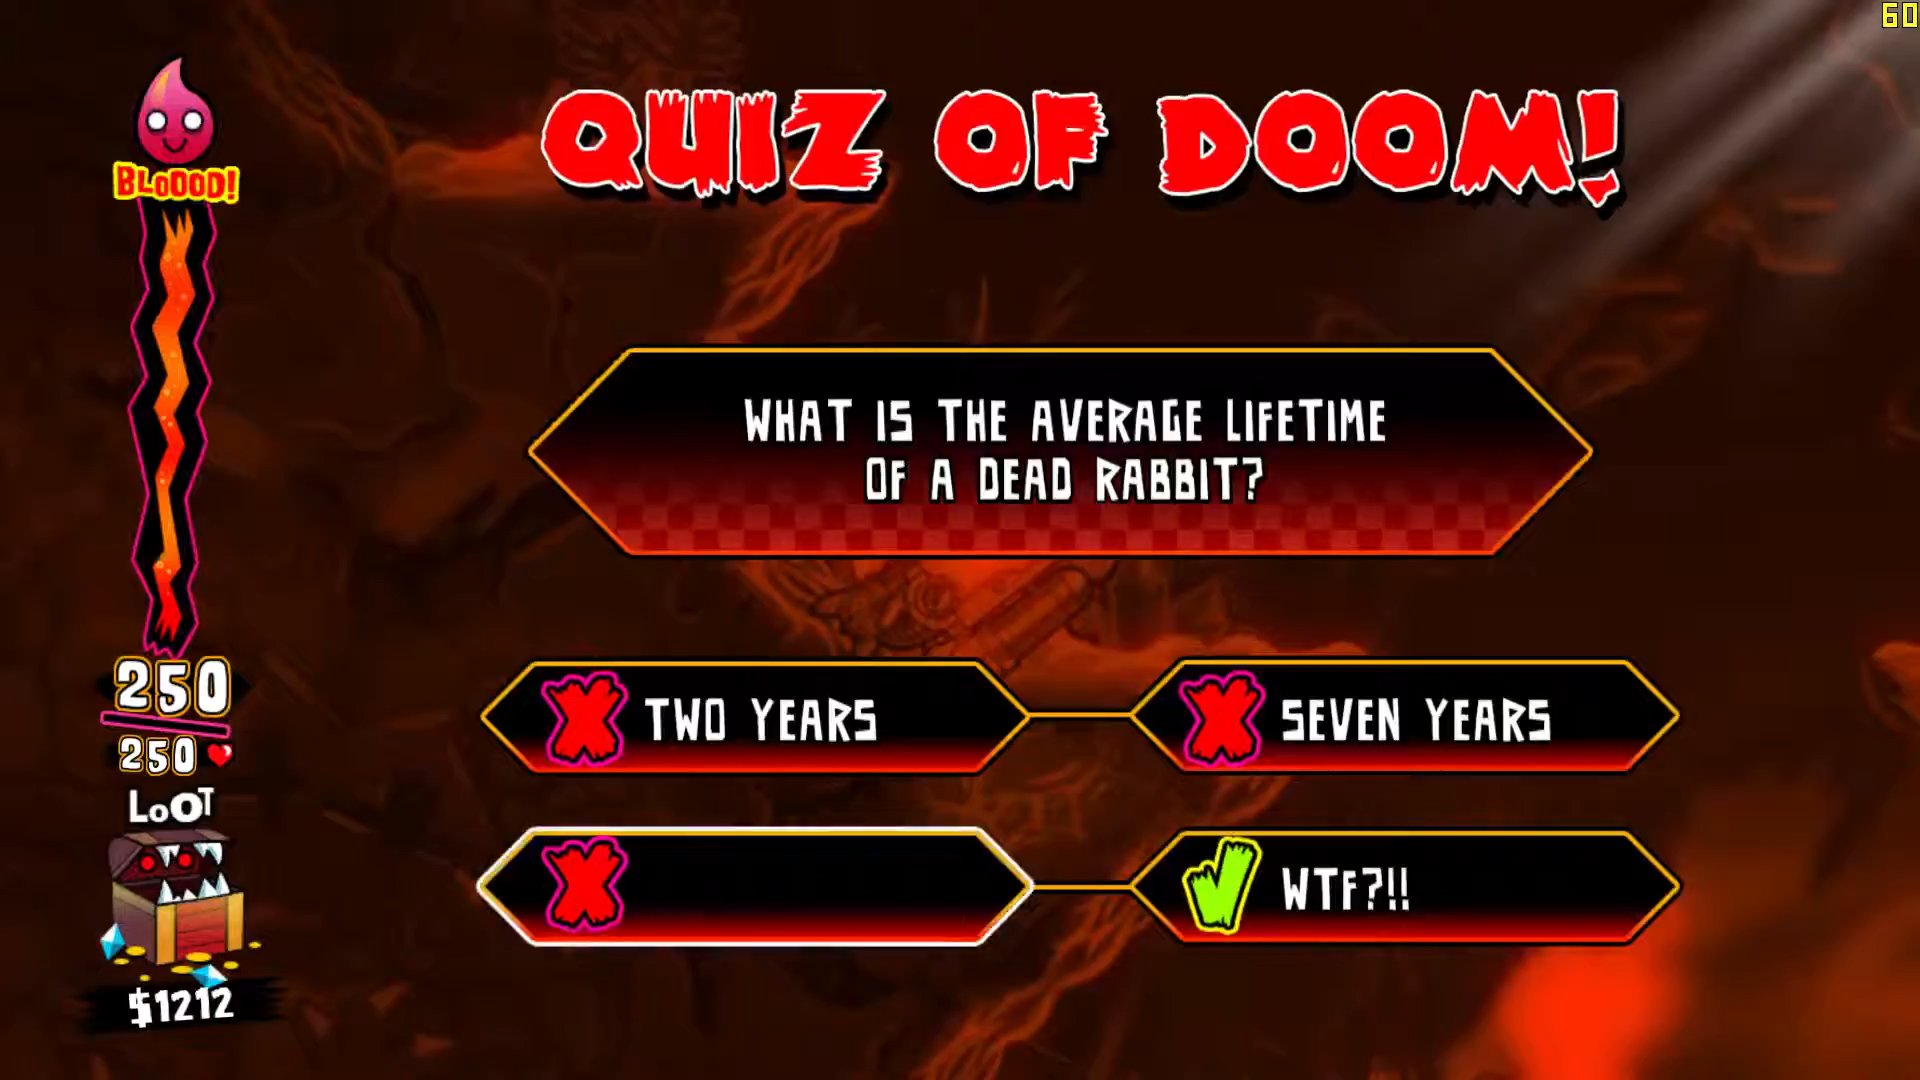 60
QUIZ OF DOOM!
BLOOOD!
WHAT IS THE AVERAGE LIFETIME
OF A DEAD RABBIT?
250
250
TWO YEARS
SEVEN YEARS
LOOT
WTF?!!
$1212